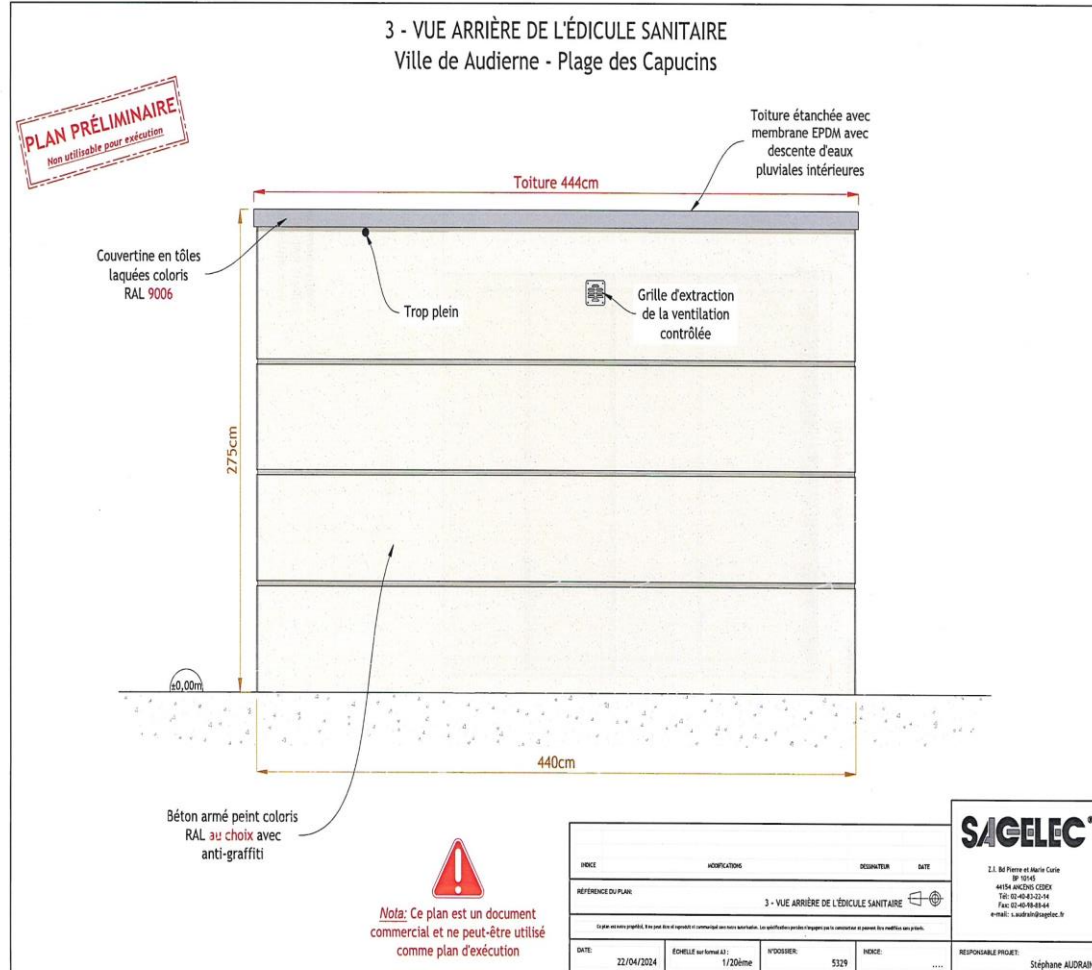 3 - VUE ARRIÈRE DE L'ÉDICULE SANITAIRE
Ville de Audierne - Plage des Capucins
PLAN PRÉLIMINAIRE
Non utilisable pour exécution
Toiture étanchée avec
membrane EPDM avec
descente d'eaux
pluviales intérieures
Toiture 444cm
Couvertine en tôles
laquées coloris
RAL 9006
Trop plein
Grille d'extraction
de la ventilation
contrôlée
275cm
±0,00m
440cm
Béton armé peint coloris
RAL au choix avec
anti-graffiti
Nota: Ce plan est un document
commercial et ne peut-être utilisé
comme plan d'exécution
INDICE MODIFICATIONS DESSINATEUR DATE
RÉFÉRENCE DU PLAN:
3 - VUE ARRIÈRE DE L'ÉDICULE SANITAIRE
DATE: 22/04/2024
ÉCHELLE sur format A3 : 1/20ème
N°DOSSIER: 5329
INDICE: ....
SAGELEC®
Z.I. Bd Pierre et Marie Curie
BP 10145
44154 ANCENIS CEDEX
Tél: 02-40-83-22-14
Fax: 02-40-98-88-64
e-mail: s.audrain@sagelec.fr
RESPONSABLE PROJET:
Stéphane AUDRAIN